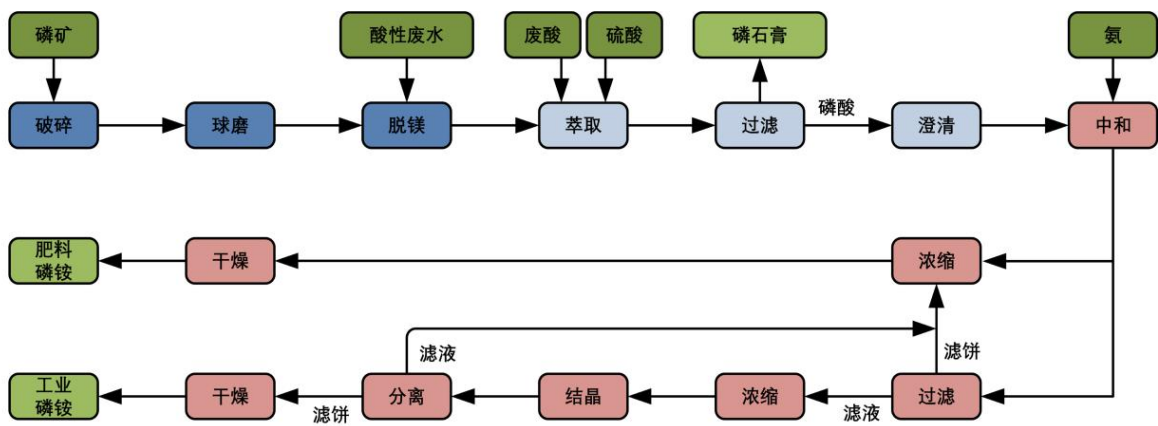 磷矿
酸性废水
废酸
硫酸
磷石膏
氨
破碎
球磨
脱镁
萃取
过滤
磷酸
澄清
中和
肥料
磷铵
干燥
浓缩
滤液
滤饼
工业
磷铵
干燥
滤饼
分离
结晶
浓缩
滤液
过滤